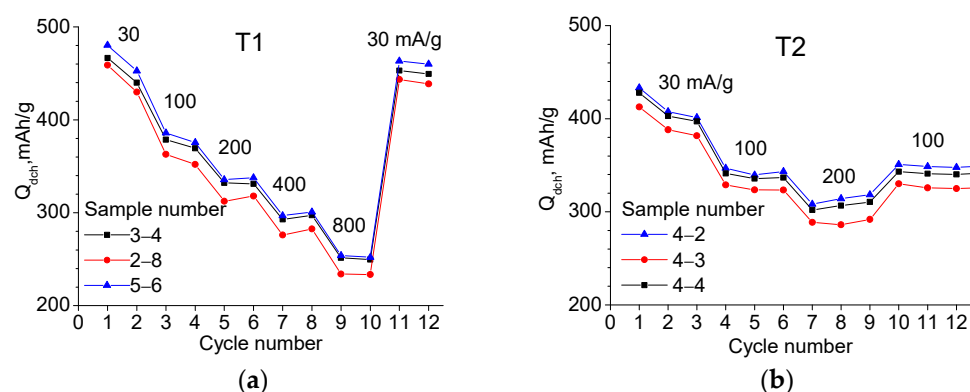 T1
30
30 mA/g
100
200
400
800
500
400
300
200
Q_dch, mAh/g
Sample number
3–4
2–8
5–6
0 1 2 3 4 5 6 7 8 9 10 11 12
Cycle number
(a)
T2
30 mA/g
100
200
100
500
400
300
200
Q_dch, mAh/g
Sample number
4–2
4–3
4–4
0 1 2 3 4 5 6 7 8 9 10 11 12
Cycle number
(b)